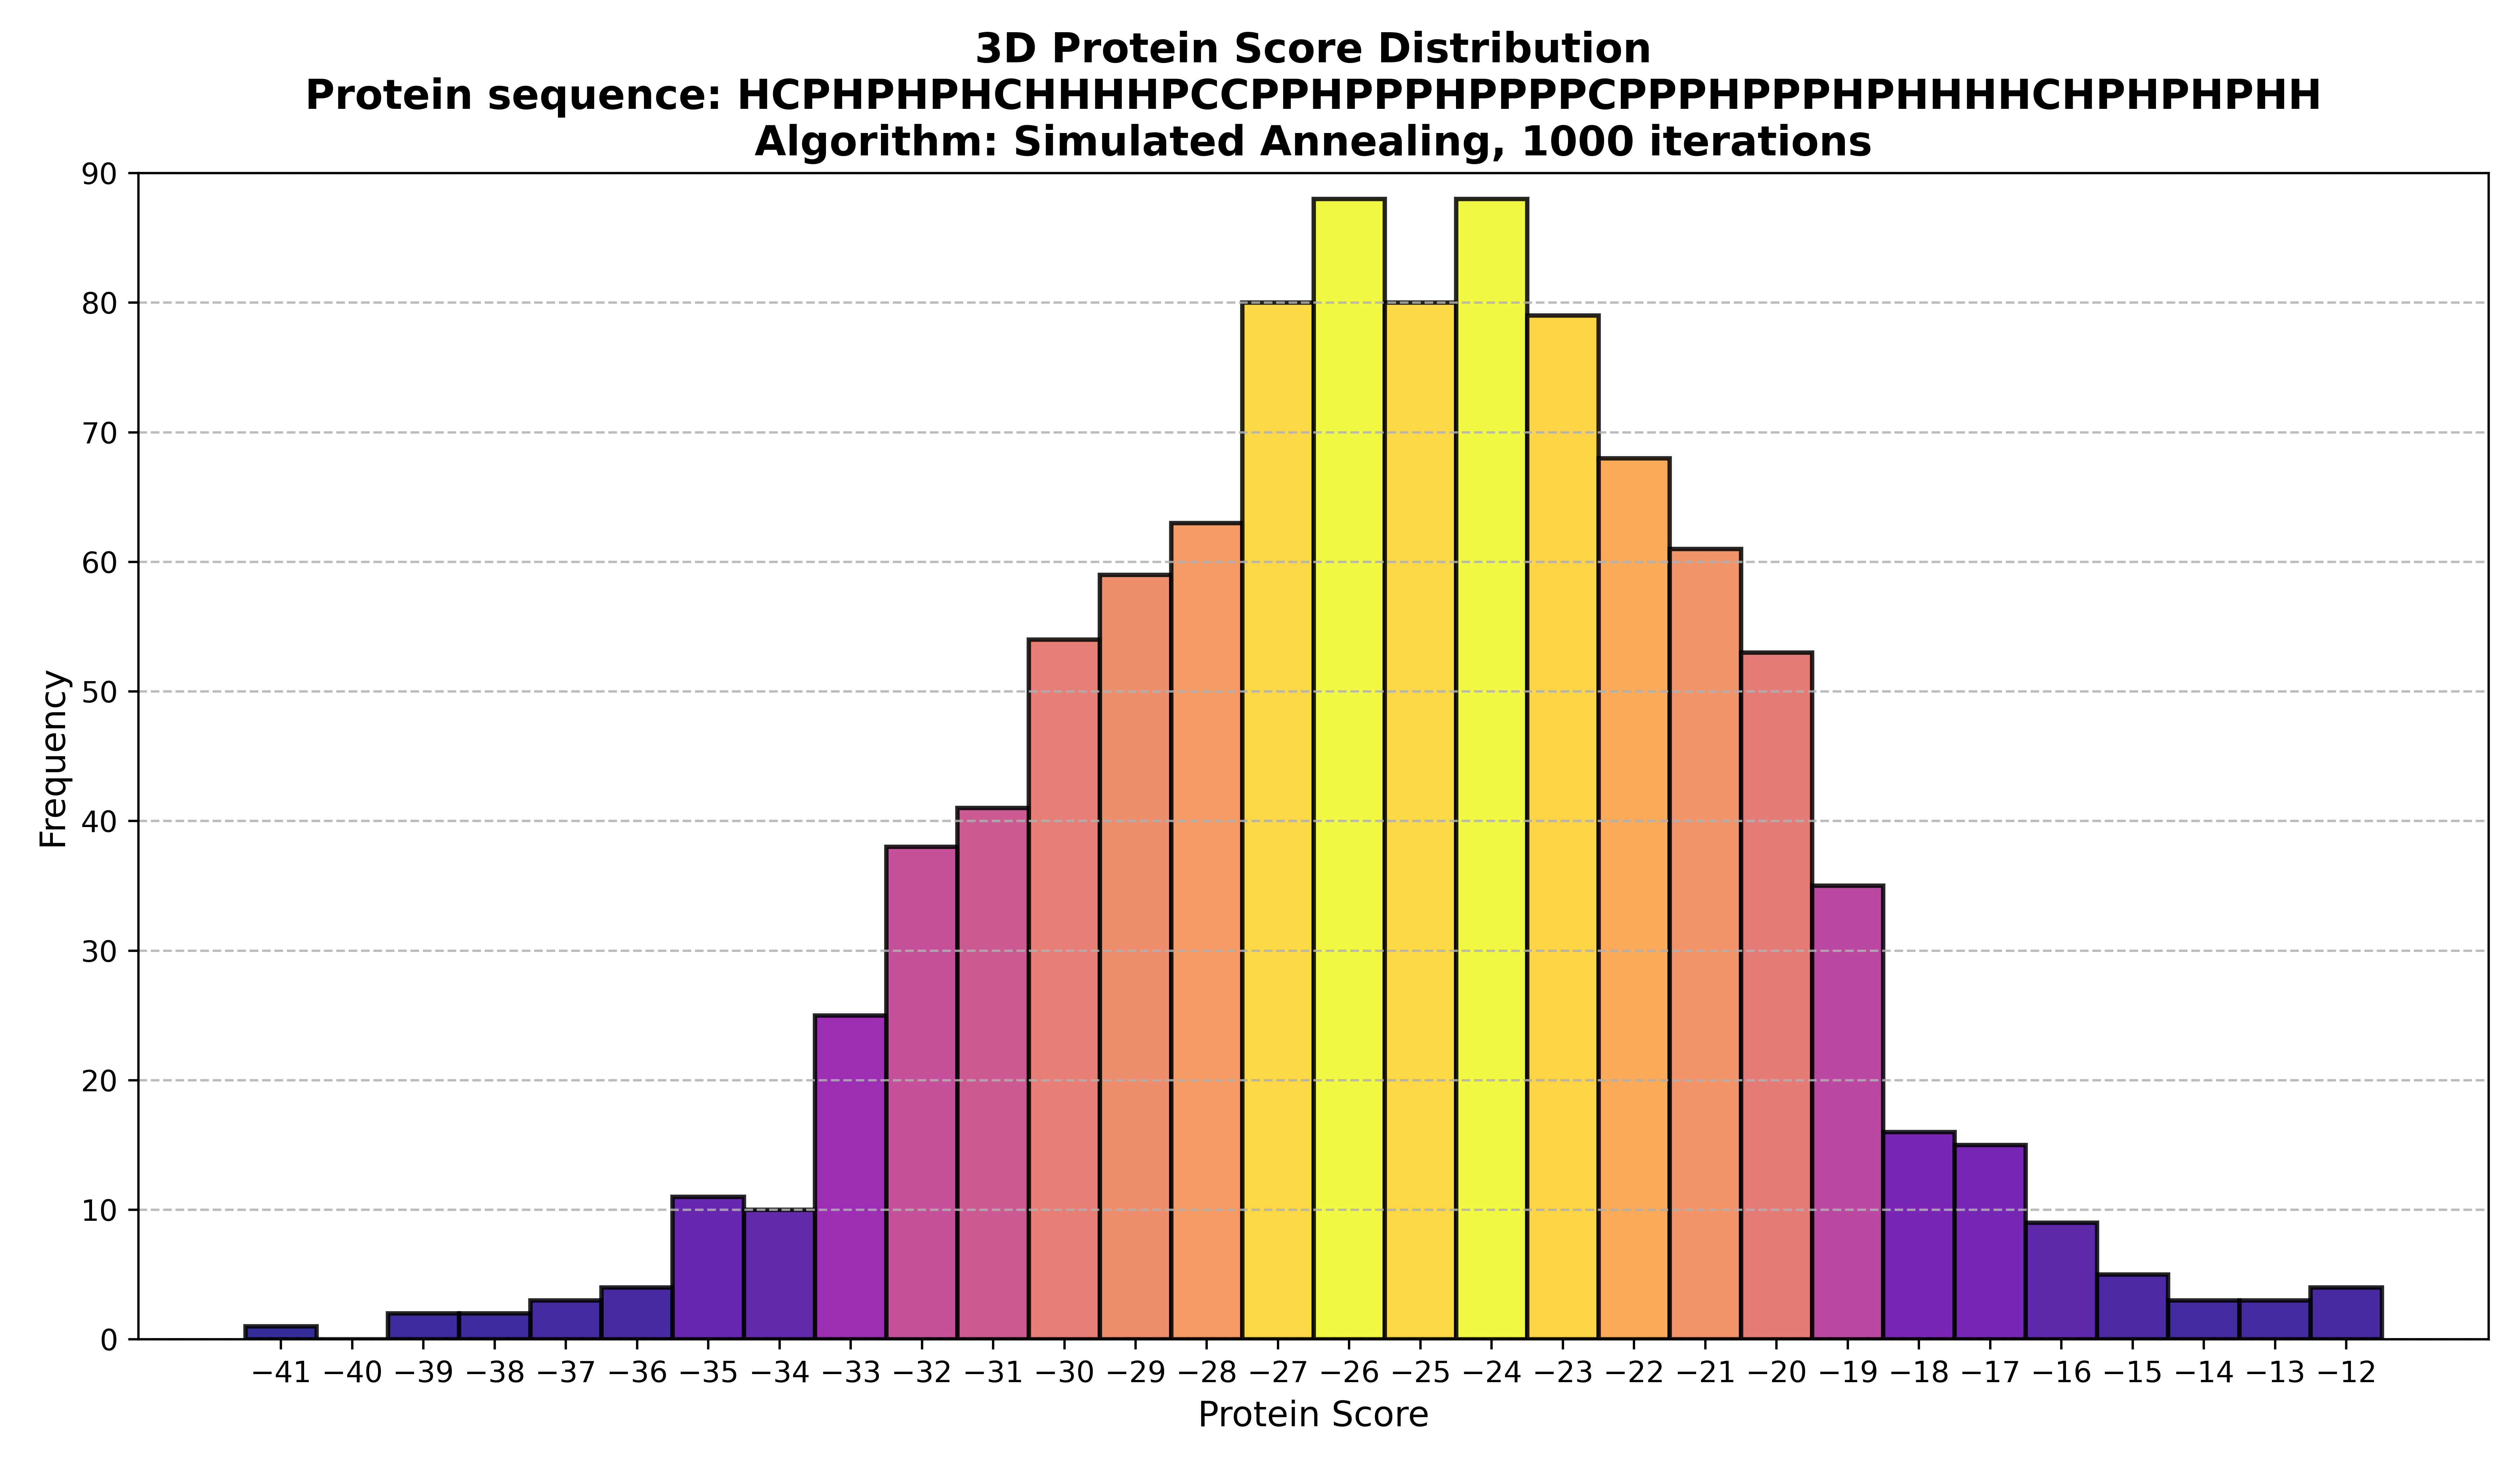 3D Protein Score Distribution
Protein sequence: HCPHPHPHCHHHHHPCCPPHPPPHPPPPCPPPHPPPHPHHHHHCHPHPHPHH
Algorithm: Simulated Annealing, 1000 iterations
90
80
70
60
50
40
30
20
10
0
Frequency
−41 −40 −39 −38 −37 −36 −35 −34 −33 −32 −31 −30 −29 −28 −27 −26 −25 −24 −23 −22 −21 −20 −19 −18 −17 −16 −15 −14 −13 −12
Protein Score